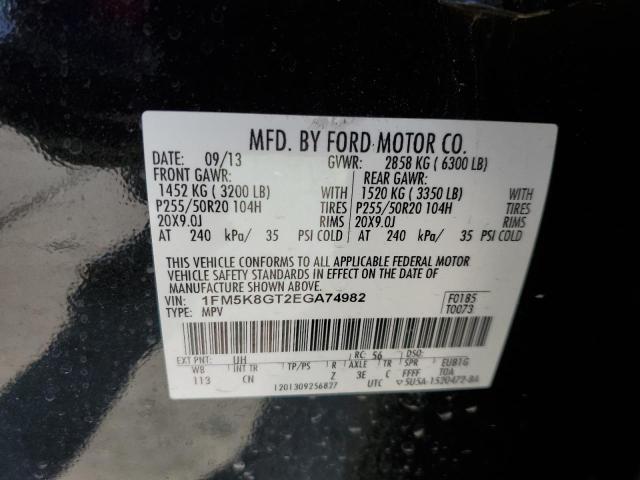 MFD. BY FORD MOTOR CO.
DATE: 09/13 GVWR: 2858 KG ( 6300 LB)
FRONT GAWR: REAR GAWR:
1452 KG ( 3200 LB) WITH 1520 KG ( 3350 LB) WITH
P255/50R20 104H TIRES P255/50R20 104H TIRES
20X9.0J RIMS 20X9.0J RIMS
AT 240 kPa/ 35 PSI COLD AT 240 kPa/ 35 PSI COLD
THIS VEHICLE CONFORMS TO ALL APPLICABLE FEDERAL MOTOR
VEHICLE SAFETY STANDARDS IN EFFECT ON THE DATE OF
MANUFACTURE SHOWN ABOVE.
VIN: 1FM5K8GT2EGA74982 F0185
TYPE: MPV T0073
EXT PNT: UH RC: 56 DSO:
WB INT TR TP/PS R AXLE TR SPR EU8TG
113 CN Z 3E C FFFF T0A
1201309256827 UTC 5U5A-1520472-BA